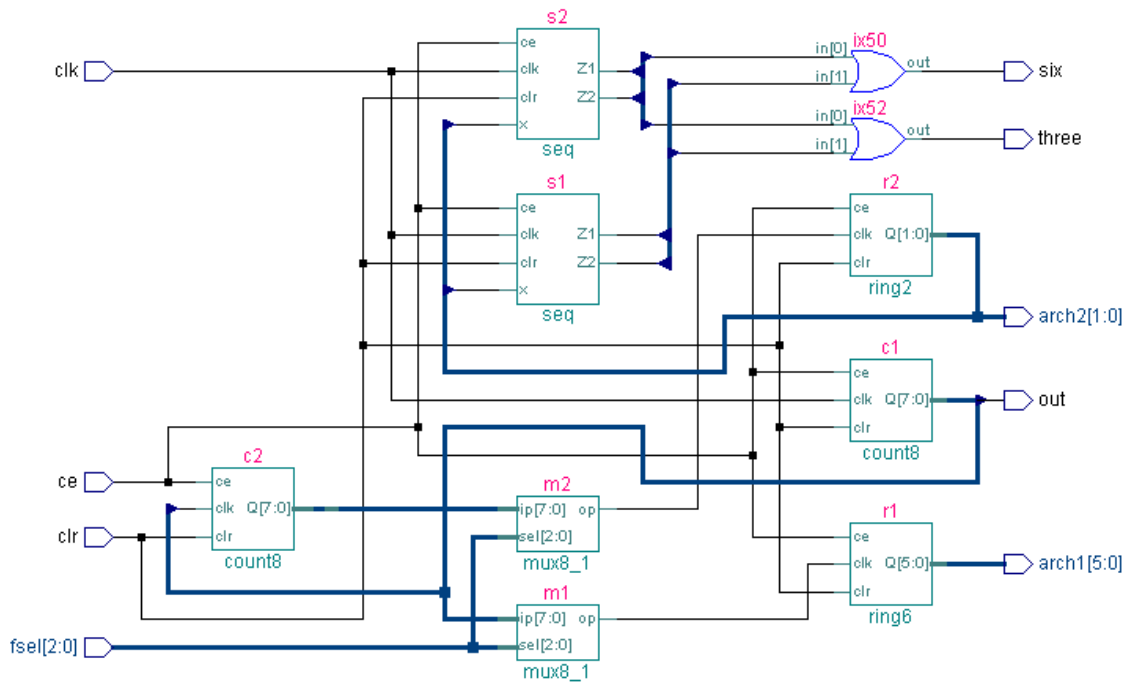 s2
ce
clk
clr
x
Z1
Z2
seq
ix50
in[0]
in[1]
out
six
clk
ix52
in[0]
in[1]
out
three
s1
ce
clk
clr
x
Z1
Z2
seq
r2
ce
clk
clr
Q[1:0]
ring2
arch2[1:0]
c1
ce
clk
clr
Q[7:0]
count8
out
ce
clr
c2
ce
clk
clr
Q[7:0]
count8
m2
ip[7:0] op
sel[2:0]
mux8_1
r1
ce
clk
clr
Q[5:0]
ring6
arch1[5:0]
m1
ip[7:0] op
sel[2:0]
mux8_1
fsel[2:0]